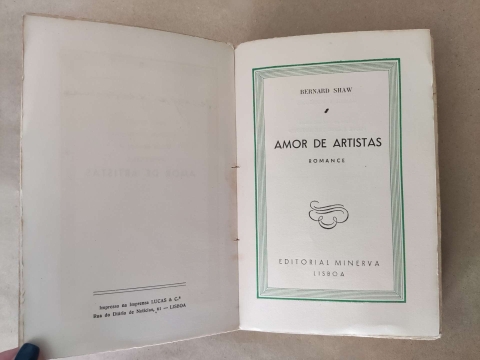 Impresso na Imprensa LUCAS & C.ª
Rua do Diário de Notícias, 61 — LISBOA
BERNARD SHAW
AMOR DE ARTISTAS
ROMANCE
EDITORIAL MINERVA
LISBOA